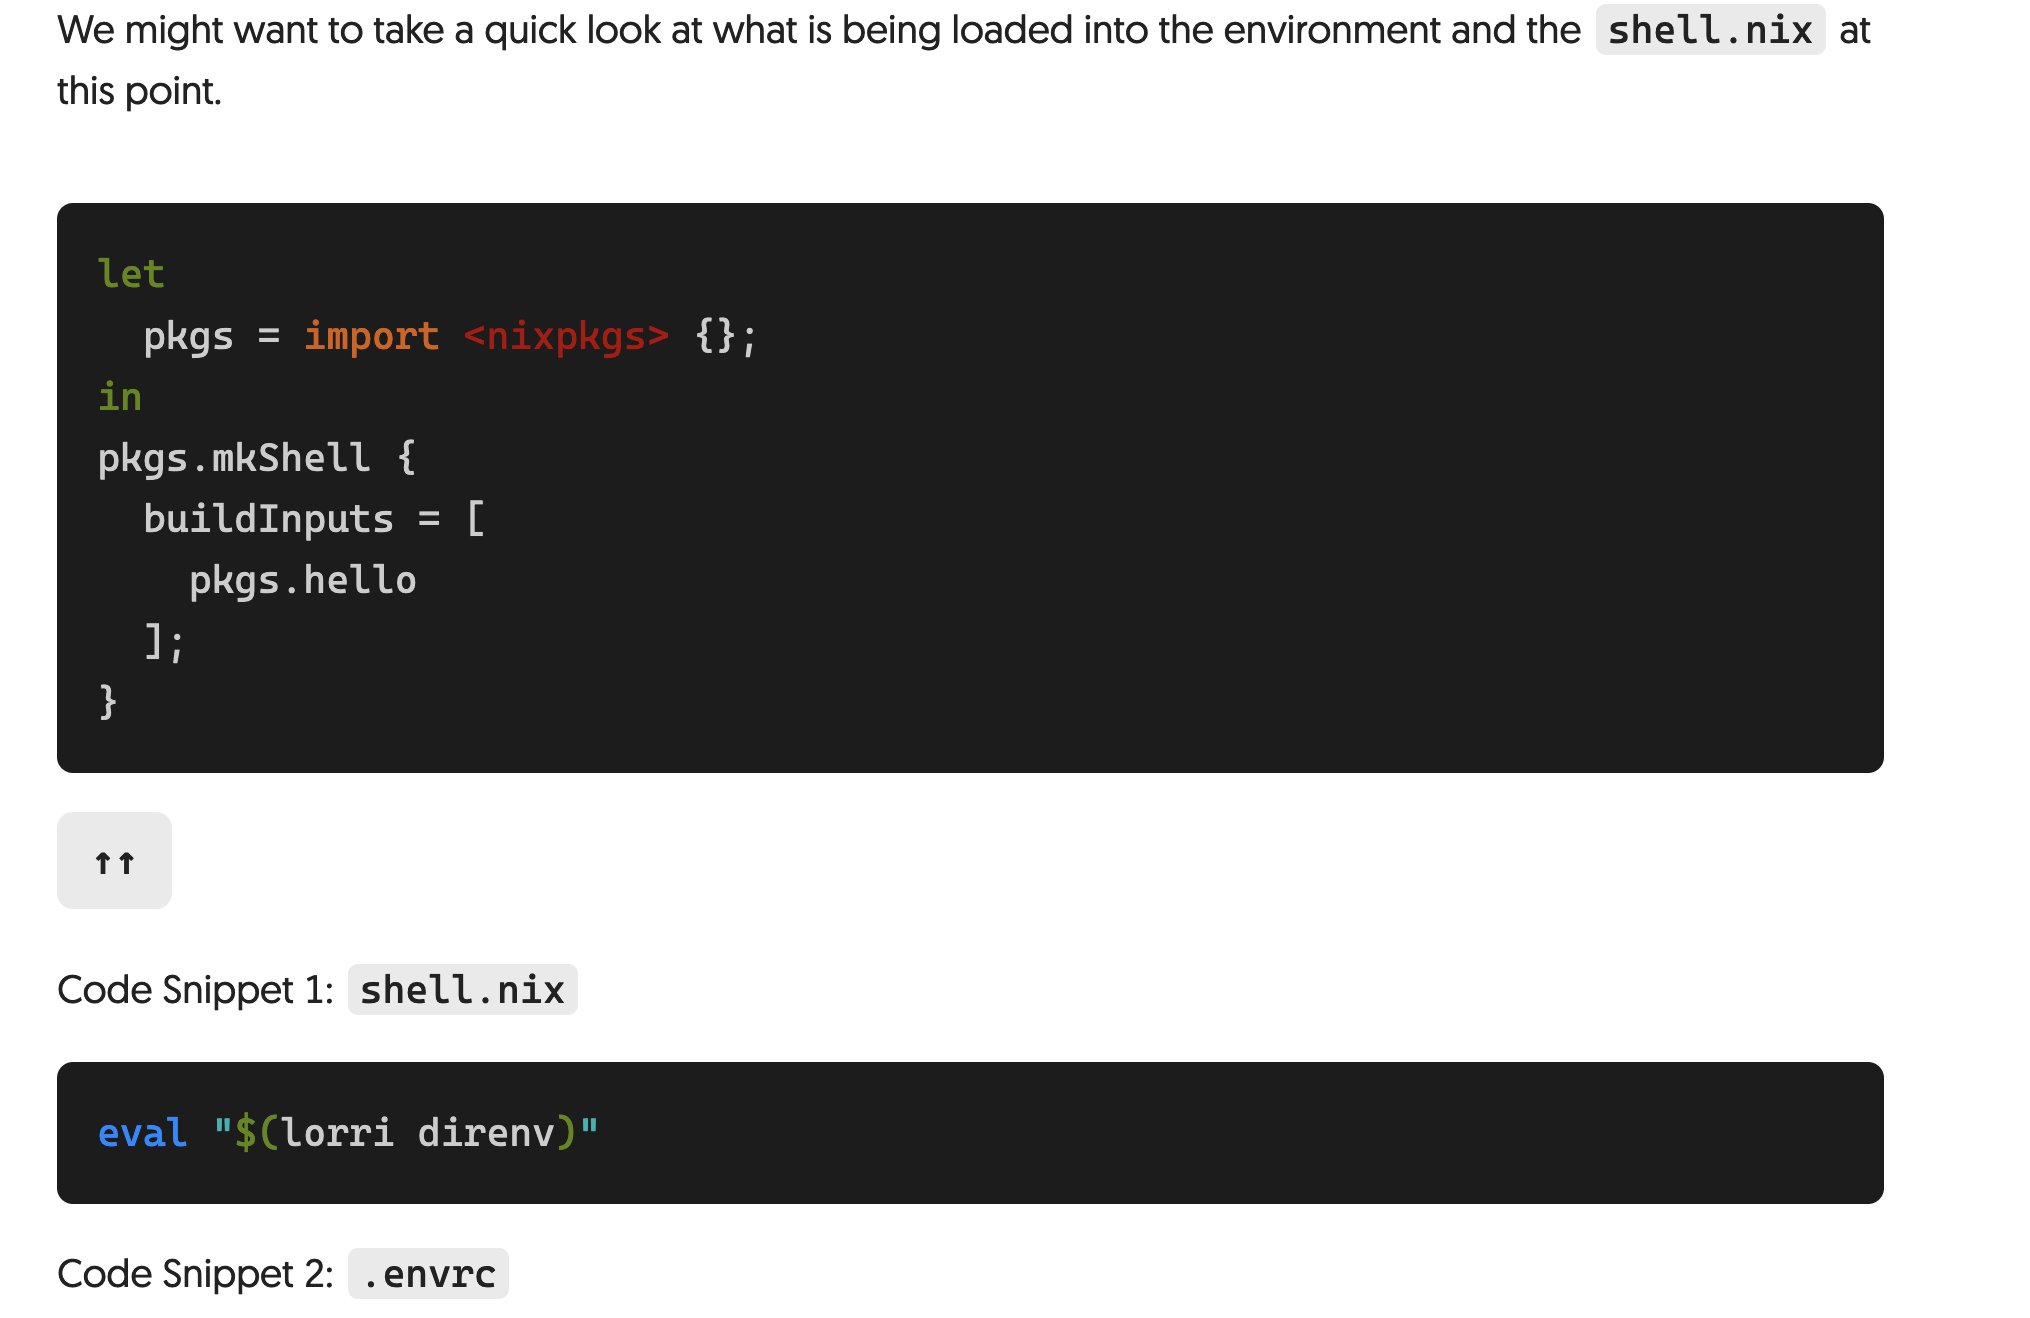 We might want to take a quick look at what is being loaded into the environment and the shell.nix at
this point.
let
  pkgs = import <nixpkgs> {};
in
pkgs.mkShell {
  buildInputs = [
    pkgs.hello
  ];
}
↑↑
Code Snippet 1: shell.nix
eval "$(lorri direnv)"
Code Snippet 2: .envrc